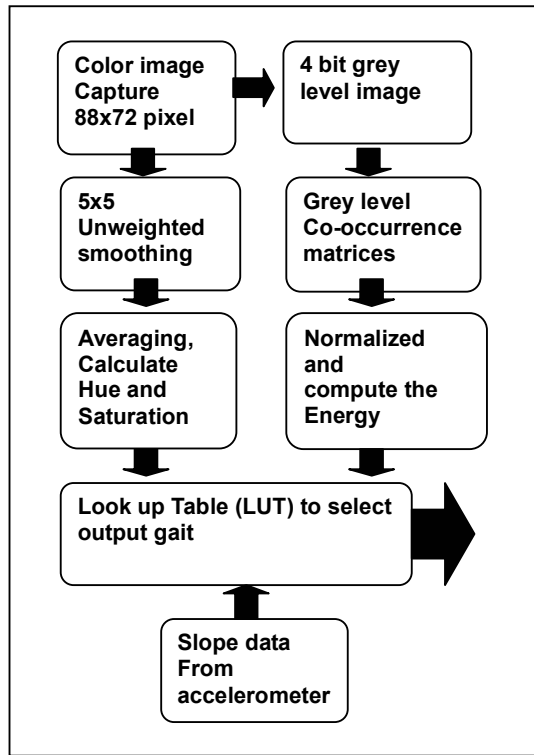 Color image
Capture
88x72 pixel
4 bit grey
level image
5x5
Unweighted
smoothing
Grey level
Co-occurrence
matrices
Averaging,
Calculate
Hue and
Saturation
Normalized
and
compute the
Energy
Look up Table (LUT) to select
output gait
Slope data
From
accelerometer